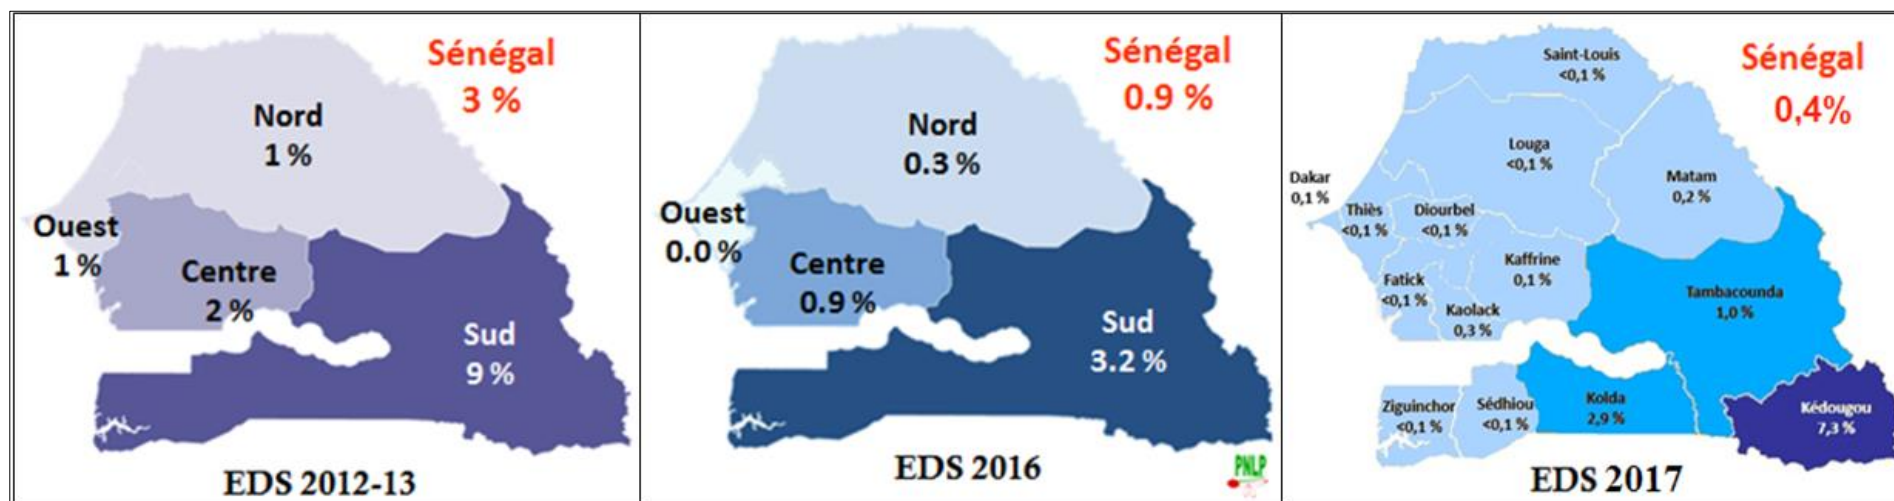 Sénégal
3 %
Nord
1 %
Ouest
1 %
Centre
2 %
Sud
9 %
EDS 2012-13
Sénégal
0.9 %
Nord
0.3 %
Ouest
0.0 %
Centre
0.9 %
Sud
3.2 %
EDS 2016
PNLP
Sénégal
0,4%
Saint-Louis
<0,1 %
Louga
<0,1 %
Matam
0,2 %
Dakar
0,1 %
Thiès
<0,1 %
Diourbel
<0,1 %
Kaffrine
0,1 %
Fatick
<0,1 %
Kaolack
0,3 %
Tambacounda
1,0 %
Ziguinchor
<0,1 %
Sédhiou
<0,1 %
Kolda
2,9 %
Kédougou
7,3 %
EDS 2017